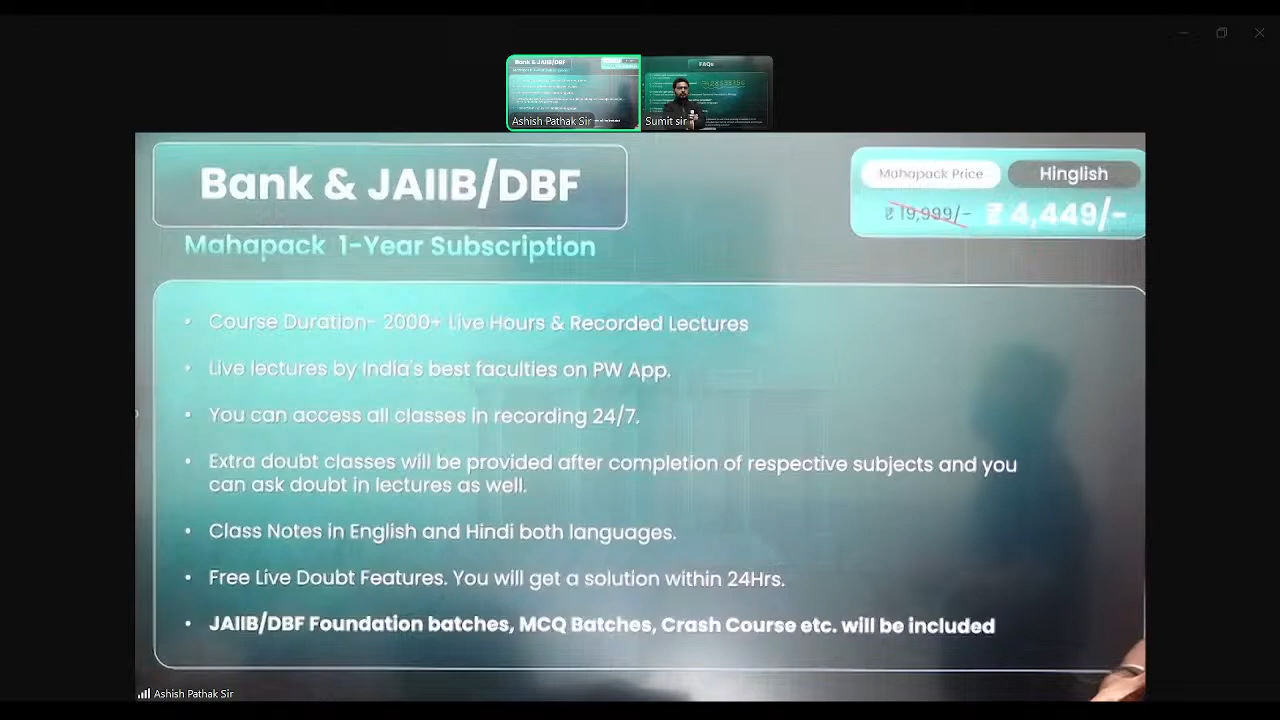 Bank & JAIIB/DBF
FAQs
Ashish Pathak Sir
Sumit sir
Bank & JAIIB/DBF
Mahapack Price
Hinglish
₹ 19,999/-
₹ 4,449/-
Mahapack 1-Year Subscription
• Course Duration- 2000+ Live Hours & Recorded Lectures
• Live lectures by India's best faculties on PW App.
• You can access all classes in recording 24/7.
• Extra doubt classes will be provided after completion of respective subjects and you
can ask doubt in lectures as well.
• Class Notes in English and Hindi both languages.
• Free Live Doubt Features. You will get a solution within 24Hrs.
• JAIIB/DBF Foundation batches, MCQ Batches, Crash Course etc. will be included
Ashish Pathak Sir